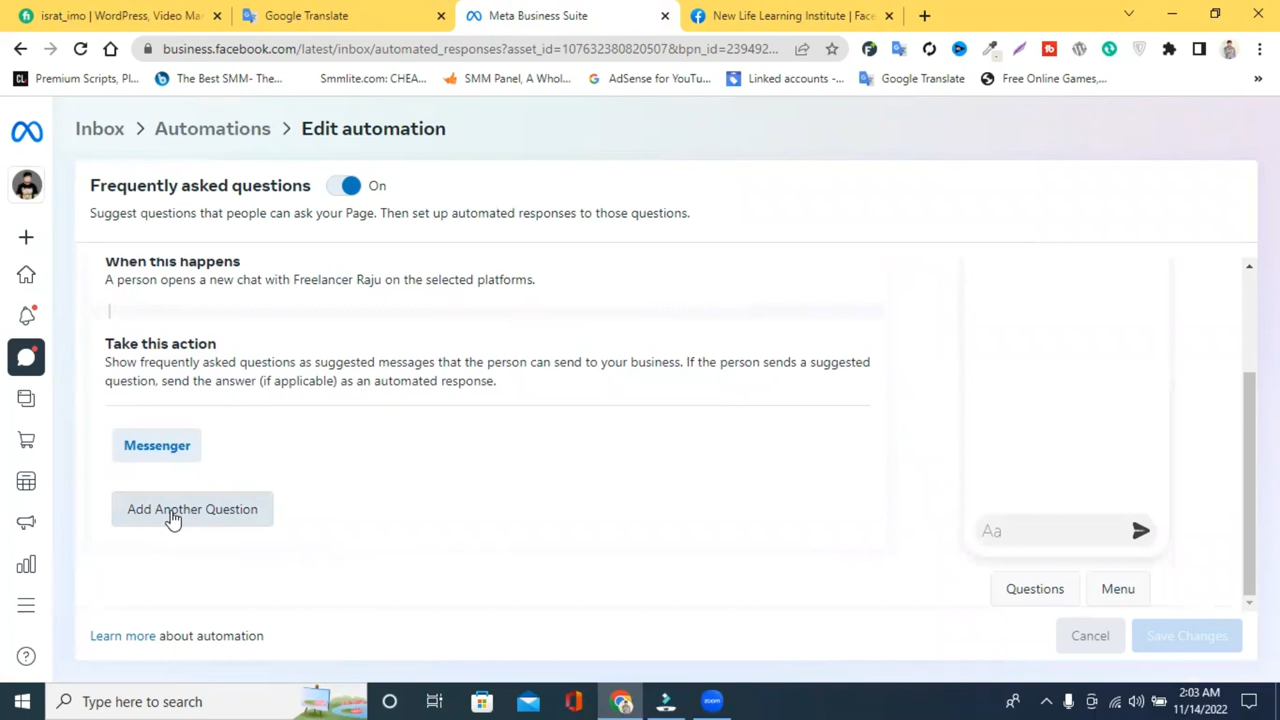 israt_imo | WordPress, Video Mar
Google Translate
Meta Business Suite
New Life Learning Institute | Face
business.facebook.com/latest/inbox/automated_responses?asset_id=107632380820507&bpn_id=239492...
Premium Scripts, Pl...
The Best SMM- The...
Smmlite.com: CHEA...
SMM Panel, A Whol...
AdSense for YouTu...
Linked accounts -...
Google Translate
Free Online Games,...
Inbox > Automations > Edit automation
Frequently asked questions On
Suggest questions that people can ask your Page. Then set up automated responses to those questions.
When this happens
A person opens a new chat with Freelancer Raju on the selected platforms.
Take this action
Show frequently asked questions as suggested messages that the person can send to your business. If the person sends a suggested
question, send the answer (if applicable) as an automated response.
Messenger
Add Another Question
Aa
Questions Menu
Learn more about automation
Cancel Save Changes
Type here to search
zoom
2:03 AM
11/14/2022